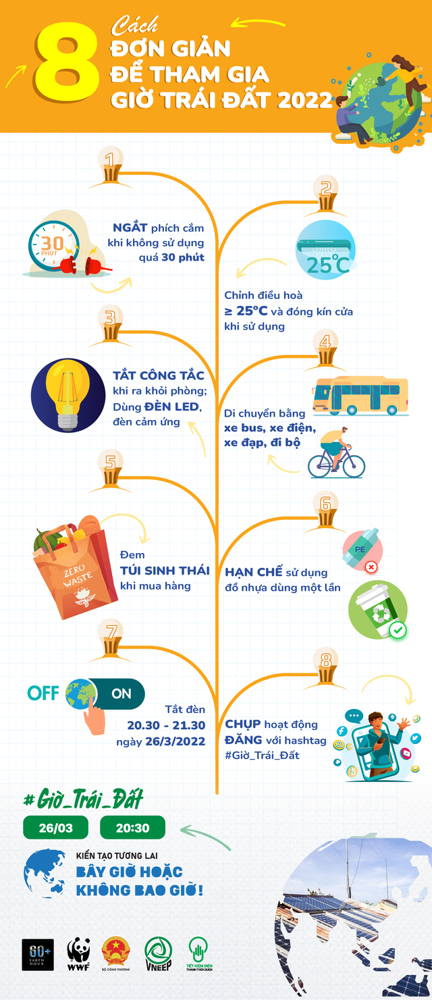 8
Cách
ĐƠN GIẢN
ĐỂ THAM GIA
GIỜ TRÁI ĐẤT 2022
1
30
PHÚT
NGẮT phích cắm
khi không sử dụng
quá 30 phút
2
25°C
Chỉnh điều hoà
≥ 25°C và đóng kín cửa
khi sử dụng
3
TẮT CÔNG TẮC
khi ra khỏi phòng;
Dùng ĐÈN LED,
đèn cảm ứng
4
Di chuyển bằng
xe bus, xe điện,
xe đạp, đi bộ
5
ZERO
WASTE
Đem
TÚI SINH THÁI
khi mua hàng
6
PE
HẠN CHẾ sử dụng
đồ nhựa dùng một lần
7
OFF
ON
Tắt đèn
20.30 - 21.30
ngày 26/3/2022
8
CHỤP hoạt động
ĐĂNG với hashtag
#Giờ_Trái_Đất
#Giờ_Trái_Đất
26/03
20:30
KIẾN TẠO TƯƠNG LAI
BÂY GIỜ HOẶC
KHÔNG BAO GIỜ!
60+
EARTH
HOUR
WWF
BỘ CÔNG THƯƠNG
VNEEP
TIẾT KIỆM ĐIỆN
THÀNH THÓI QUEN